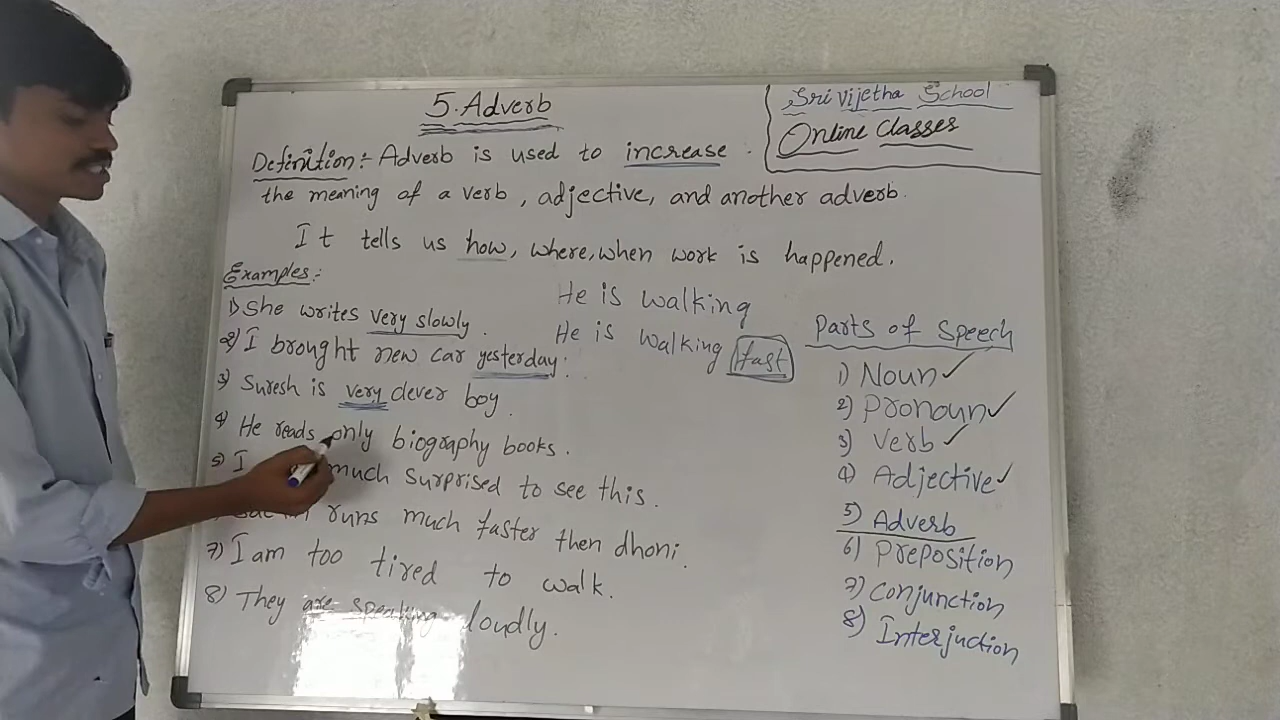 5. Adverb
Sri Vijetha School
Online Classes
Definition:- Adverb is used to increase
the meaning of a verb, adjective, and another adverb.
It tells us how, where, when work is happened.
Examples:-
1) She writes very slowly.
2) I brought new car yesterday.
3) Suresh is very clever boy.
4) He reads only biography books.
5) I much surprised to see this.
runs much faster then dhoni.
7) I am too tired to walk.
8) They are speaking loudly.
He is walking
He is walking fast
Parts of Speech
1) Noun ✓
2) Pronoun ✓
3) Verb ✓
4) Adjective ✓
5) Adverb
6) Preposition
7) Conjunction
8) Interjuction